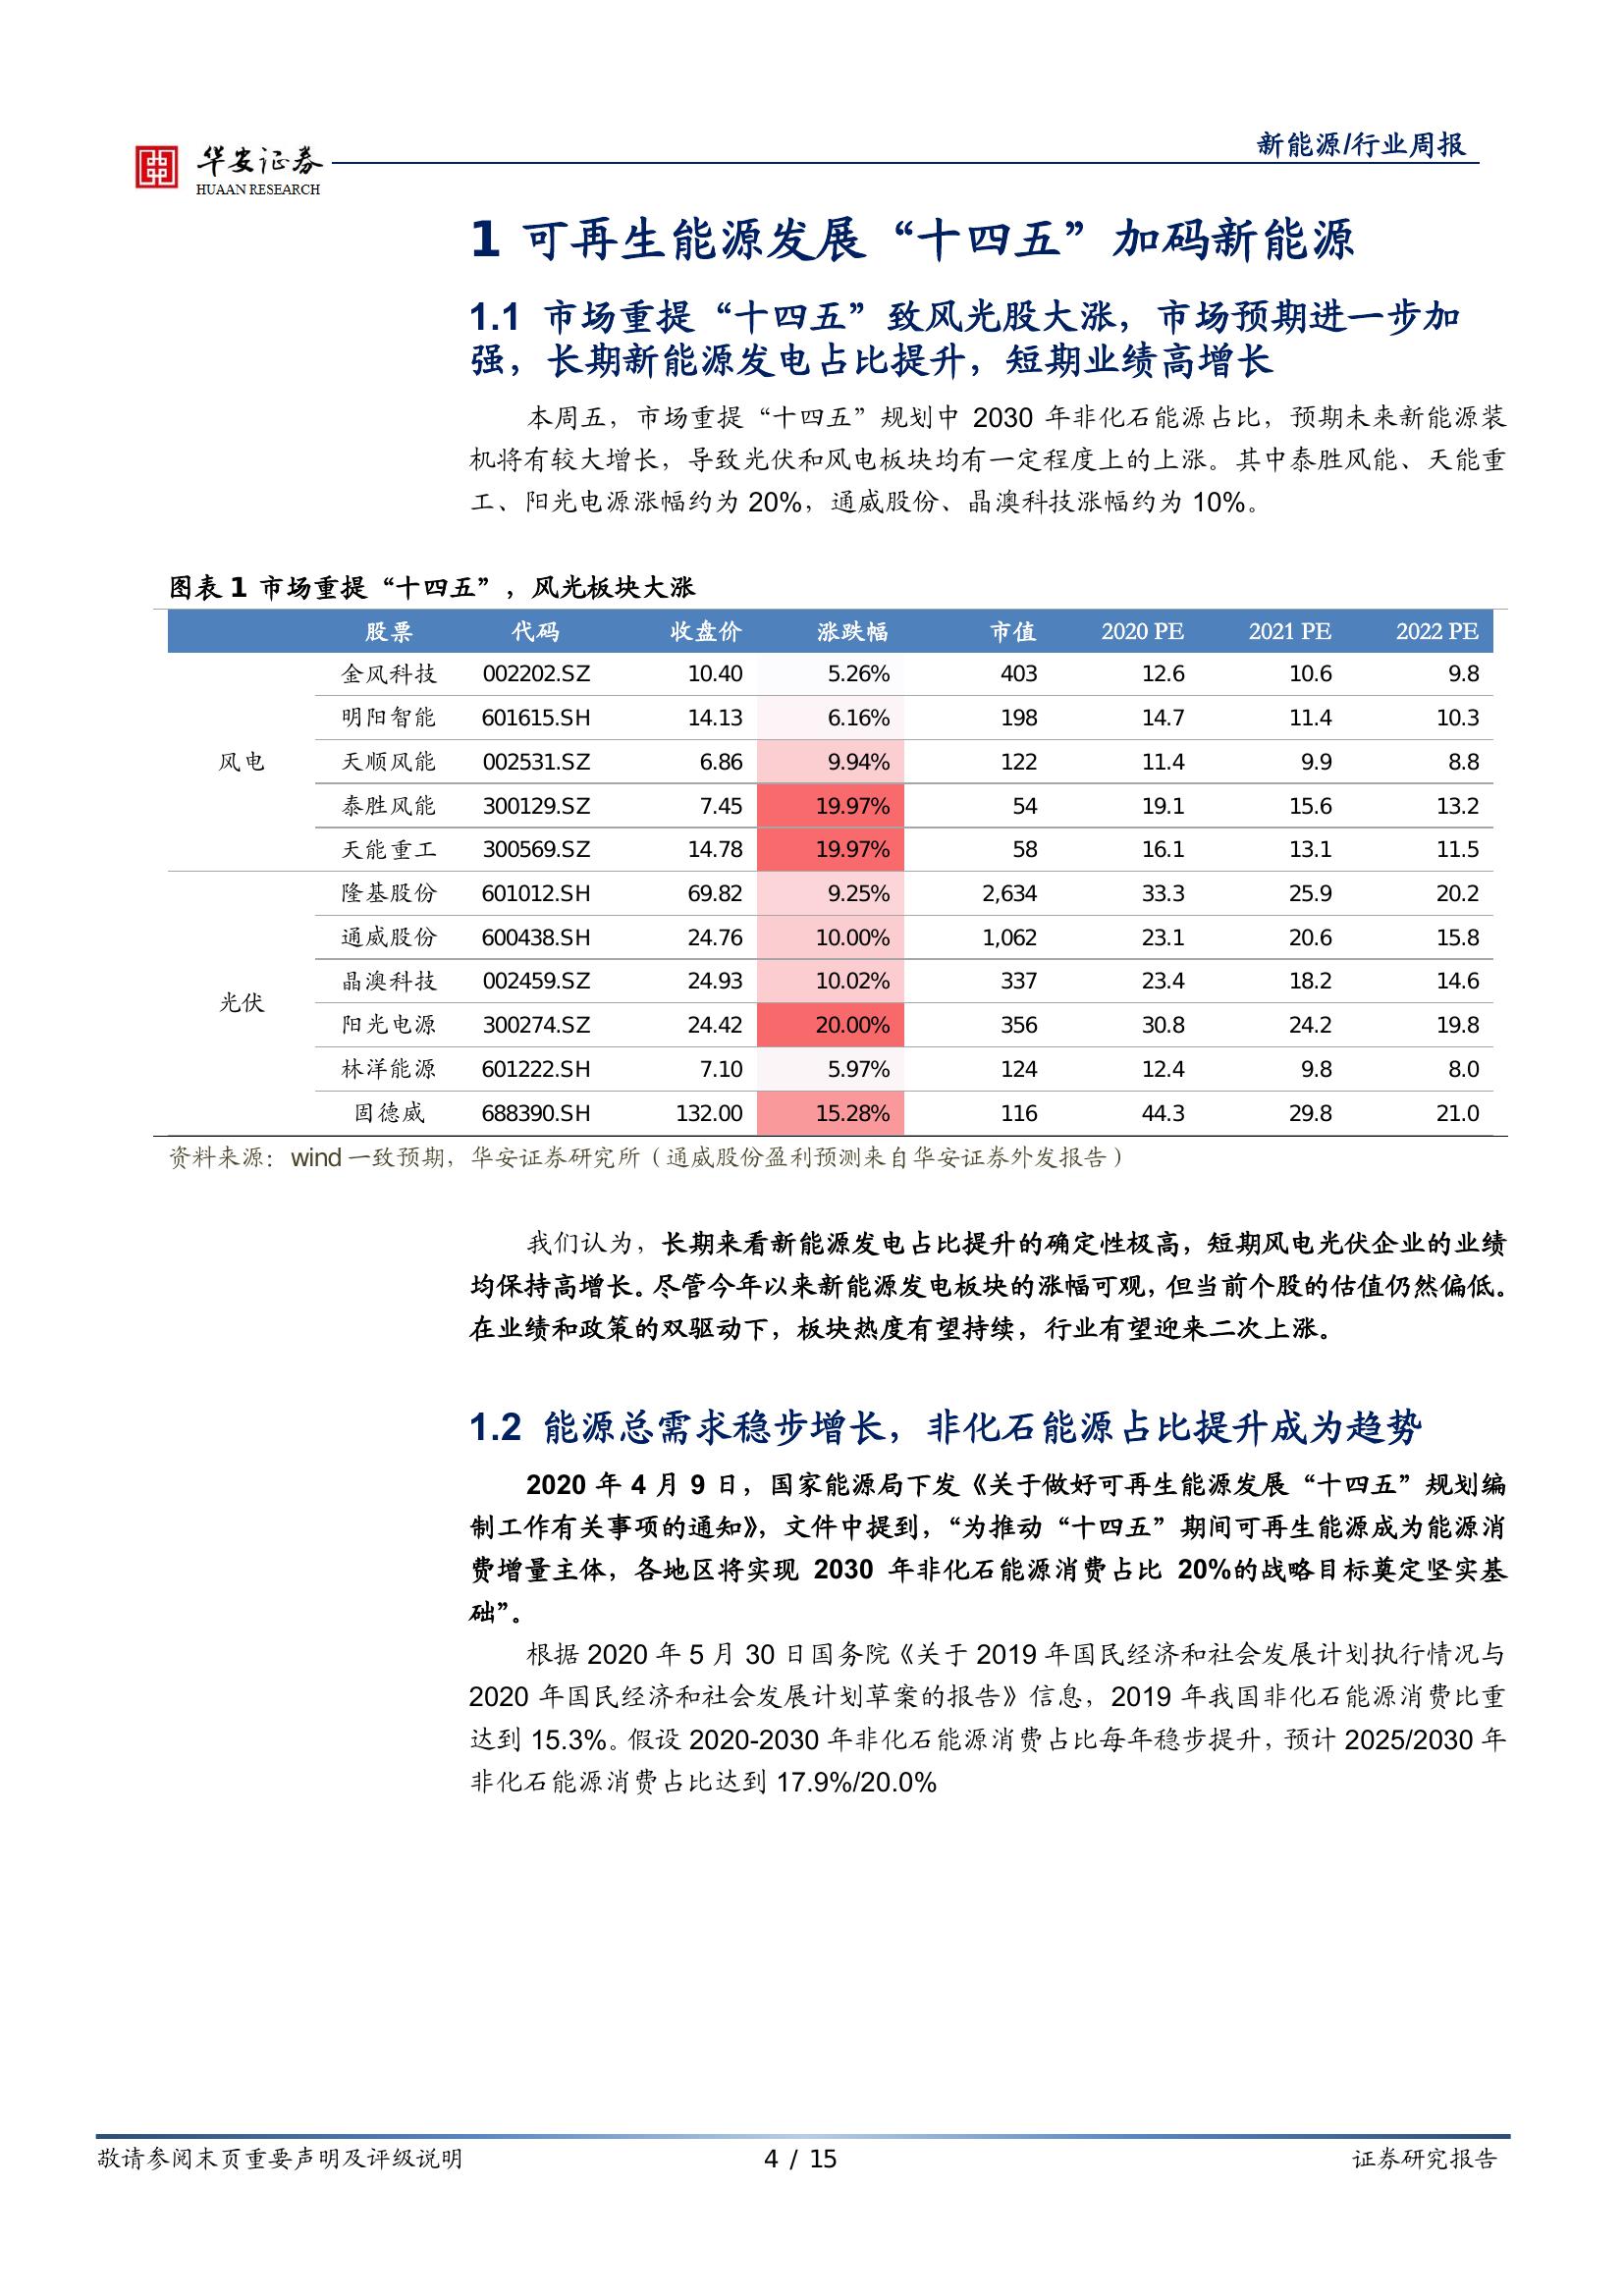 新能源/行业周报
华安证券
HUAAN RESEARCH
1 可再生能源发展“十四五”加码新能源
1.1 市场重提“十四五”致风光股大涨，市场预期进一步加
强，长期新能源发电占比提升，短期业绩高增长
本周五，市场重提“十四五”规划中 2030 年非化石能源占比，预期未来新能源装
机将有较大增长，导致光伏和风电板块均有一定程度上的上涨。其中泰胜风能、天能重
工、阳光电源涨幅约为 20%，通威股份、晶澳科技涨幅约为 10%。
图表 1 市场重提“十四五”，风光板块大涨
股票 代码 收盘价 涨跌幅 市值 2020 PE 2021 PE 2022 PE
金风科技 002202.SZ 10.40 5.26% 403 12.6 10.6 9.8
明阳智能 601615.SH 14.13 6.16% 198 14.7 11.4 10.3
风电 天顺风能 002531.SZ 6.86 9.94% 122 11.4 9.9 8.8
泰胜风能 300129.SZ 7.45 19.97% 54 19.1 15.6 13.2
天能重工 300569.SZ 14.78 19.97% 58 16.1 13.1 11.5
隆基股份 601012.SH 69.82 9.25% 2,634 33.3 25.9 20.2
通威股份 600438.SH 24.76 10.00% 1,062 23.1 20.6 15.8
晶澳科技 002459.SZ 24.93 10.02% 337 23.4 18.2 14.6
光伏
阳光电源 300274.SZ 24.42 20.00% 356 30.8 24.2 19.8
林洋能源 601222.SH 7.10 5.97% 124 12.4 9.8 8.0
固德威 688390.SH 132.00 15.28% 116 44.3 29.8 21.0
资料来源：wind 一致预期，华安证券研究所（通威股份盈利预测来自华安证券外发报告）
我们认为，长期来看新能源发电占比提升的确定性极高，短期风电光伏企业的业绩
均保持高增长。尽管今年以来新能源发电板块的涨幅可观，但当前个股的估值仍然偏低。
在业绩和政策的双驱动下，板块热度有望持续，行业有望迎来二次上涨。
1.2 能源总需求稳步增长，非化石能源占比提升成为趋势
2020 年 4 月 9 日，国家能源局下发《关于做好可再生能源发展“十四五”规划编
制工作有关事项的通知》，文件中提到，“为推动“十四五”期间可再生能源成为能源消
费增量主体，各地区将实现 2030 年非化石能源消费占比 20%的战略目标奠定坚实基
础”。
根据 2020 年 5 月 30 日国务院《关于 2019 年国民经济和社会发展计划执行情况与
2020 年国民经济和社会发展计划草案的报告》信息，2019 年我国非化石能源消费比重
达到 15.3%。假设 2020-2030 年非化石能源消费占比每年稳步提升，预计 2025/2030 年
非化石能源消费占比达到 17.9%/20.0%
敬请参阅末页重要声明及评级说明 4 / 15 证券研究报告